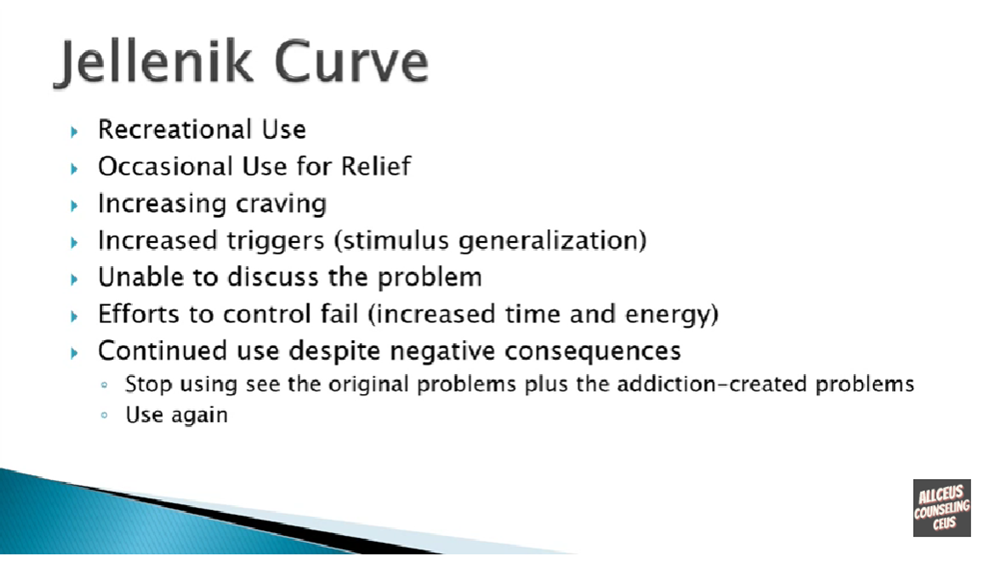 Jellenik Curve
Recreational Use
Occasional Use for Relief
Increasing craving
Increased triggers (stimulus generalization)
Unable to discuss the problem
Efforts to control fail (increased time and energy)
Continued use despite negative consequences
Stop using see the original problems plus the addiction-created problems
Use again
ALLCEUS
COUNSELING
CEUS